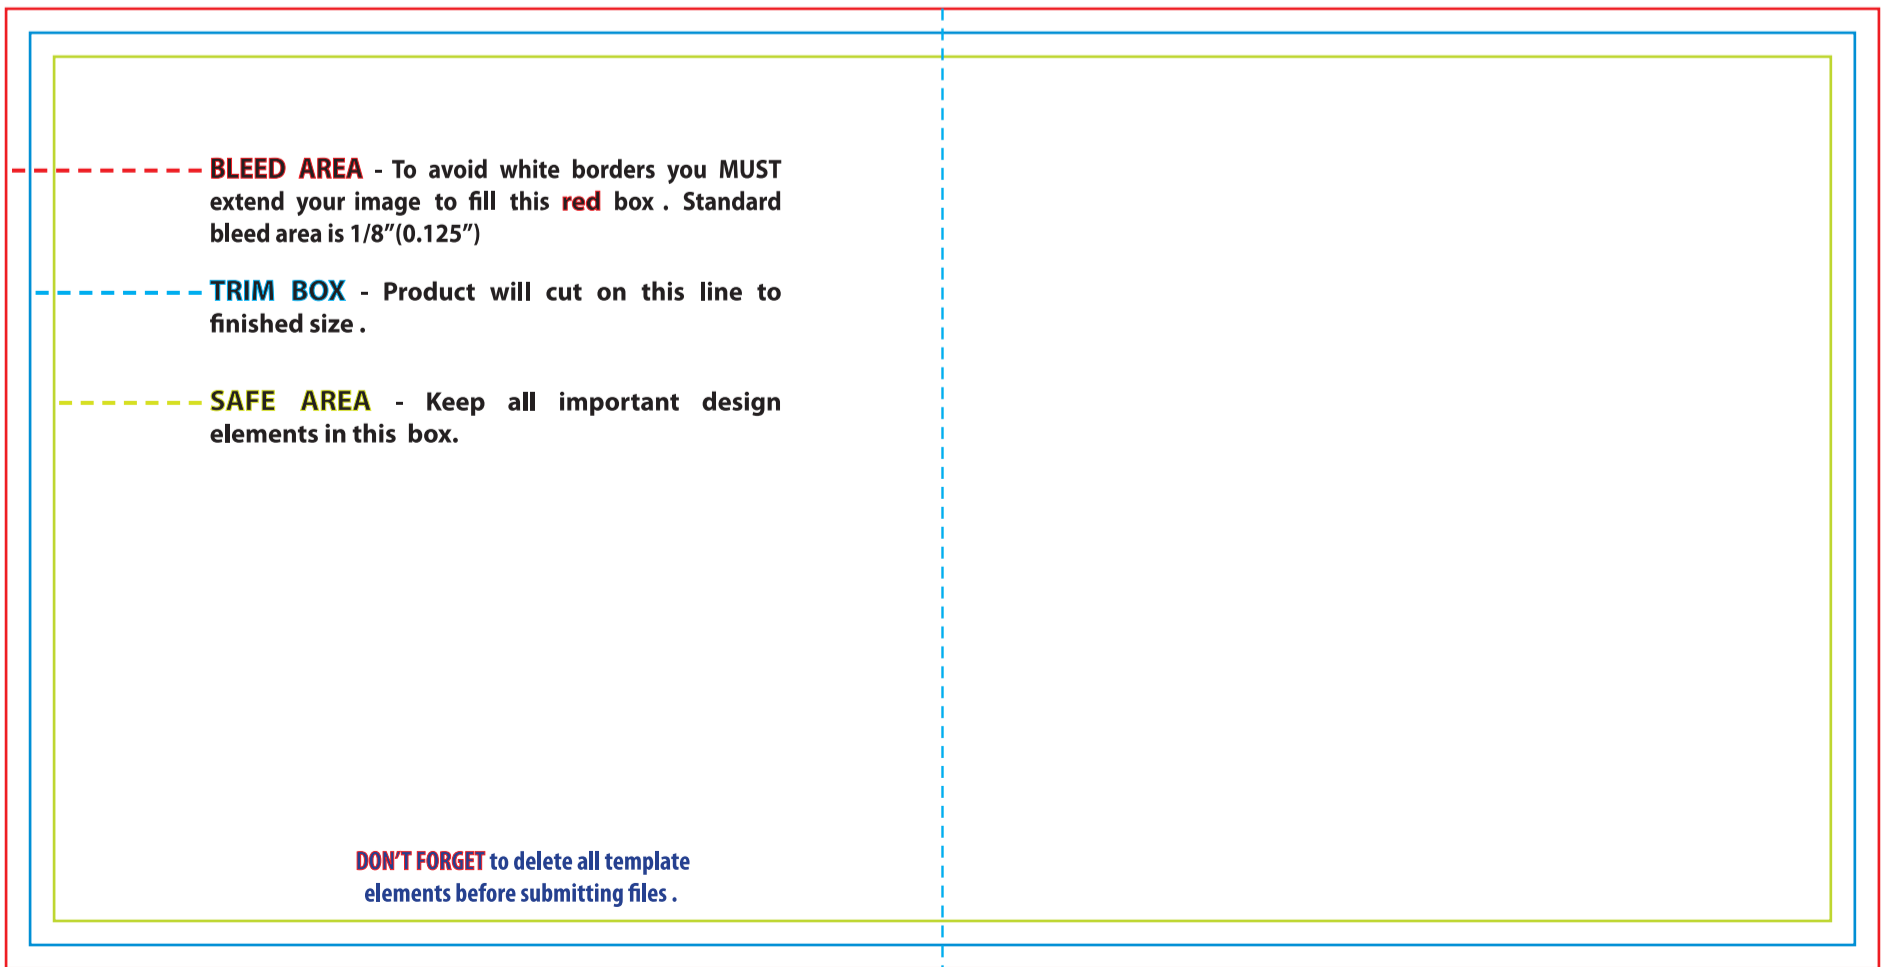 BLEED AREA - To avoid white borders you MUST
extend your image to fill this red box . Standard
bleed area is 1/8”(0.125”)
TRIM BOX - Product will cut on this line to
finished size .
SAFE AREA - Keep all important design
elements in this box.
DON’T FORGET to delete all template
elements before submitting files .